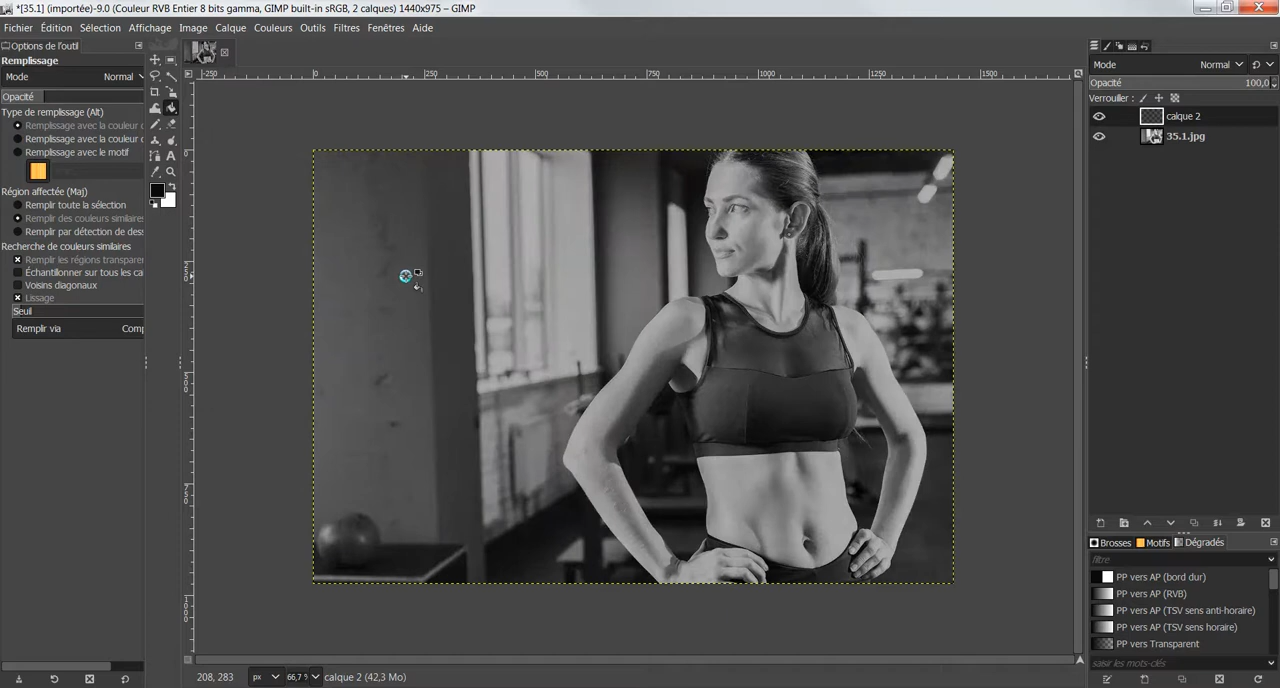 *[35.1] (importée)-9.0 (Couleur RVB Entier 8 bits gamma, GIMP built-in sRGB, 2 calques) 1440x975 – GIMP
Fichier Édition Sélection Affichage Image Calque Couleurs Outils Filtres Fenêtres Aide
Options de l'outil
Remplissage
Mode Normal
Opacité
Type de remplissage (Alt)
Remplissage avec la couleur d
Remplissage avec la couleur d
Remplissage avec le motif
Région affectée (Maj)
Remplir toute la sélection
Remplir des couleurs similaires
Remplir par détection de des
Recherche de couleurs similaires
Remplir les régions transpare
Échantillonner sur tous les ca
Voisins diagonaux
Lissage
Seuil
Remplir via Comp
-250 0 250 500 750 1000 1250 1500
0
250
500
750
1000
208, 283 px 66,7 % calque 2 (42,3 Mo)
Mode Normal
Opacité 100,0
Verrouiller :
calque 2
35.1.jpg
Brosses Motifs Dégradés
filtre
PP vers AP (bord dur)
PP vers AP (RVB)
PP vers AP (TSV sens anti-horaire)
PP vers AP (TSV sens horaire)
PP vers Transparent
saisir les mots-clés